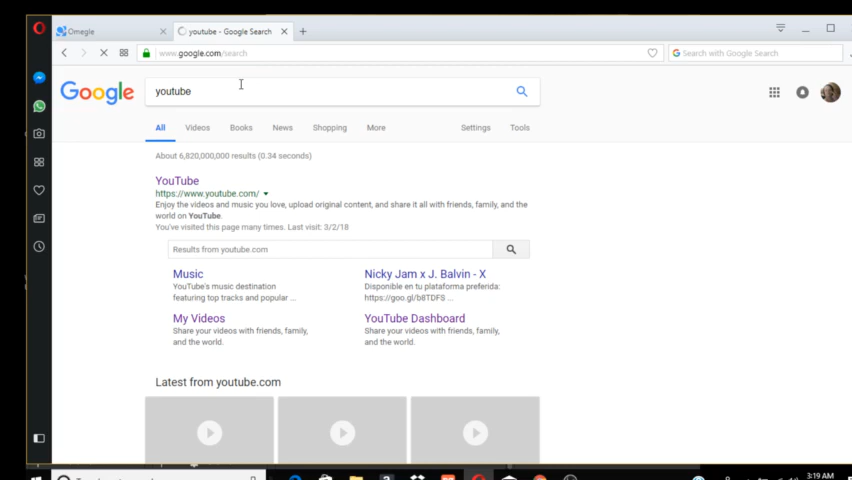 Omegle
youtube - Google Search
www.google.com/search
Search with Google Search
Google
youtube
All Videos Books News Shopping More Settings Tools
About 6,820,000,000 results (0.34 seconds)
YouTube
https://www.youtube.com/
Enjoy the videos and music you love, upload original content, and share it all with friends, family, and the
world on YouTube.
You've visited this page many times. Last visit: 3/2/18
Results from youtube.com
Music
YouTube's music destination
featuring top tracks and popular ...
Nicky Jam x J. Balvin - X
Disponible en tu plataforma preferida:
https://goo.gl/b8TDFS ...
My Videos
Share your videos with friends, family,
and the world.
YouTube Dashboard
Share your videos with friends, family,
and the world.
Latest from youtube.com
3:19 AM